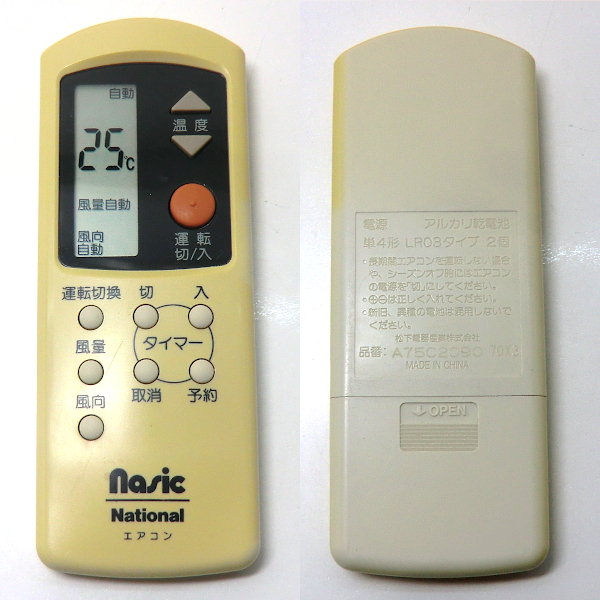 自動
25℃
風量自動
風向
自動
温度
運転
切/入
運転切換
切
入
風量
タイマー
風向
取消
予約
nasic
National
エアコン
電源 アルカリ乾電池
単4形 LR03タイプ 2個
・長期間エアコンを運転しない場合
や、シーズンオフ時にはエアコン
の電源を「切」にしてください。
・⊕⊖は正しく入れてください。
・新旧、異種の電池は混用しないで
ください。
松下電器産業株式会社
品番: A75C2080
MADE IN CHINA
OPEN